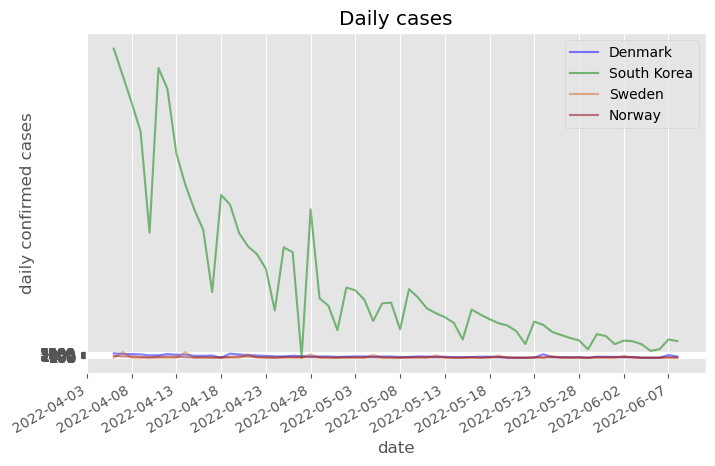 Daily cases
Denmark
South Korea
Sweden
Norway
daily confirmed cases
2022-04-03
2022-04-08
2022-04-13
2022-04-18
2022-04-23
2022-04-28
2022-05-03
2022-05-08
2022-05-13
2022-05-18
2022-05-23
2022-05-28
2022-06-02
2022-06-07
date